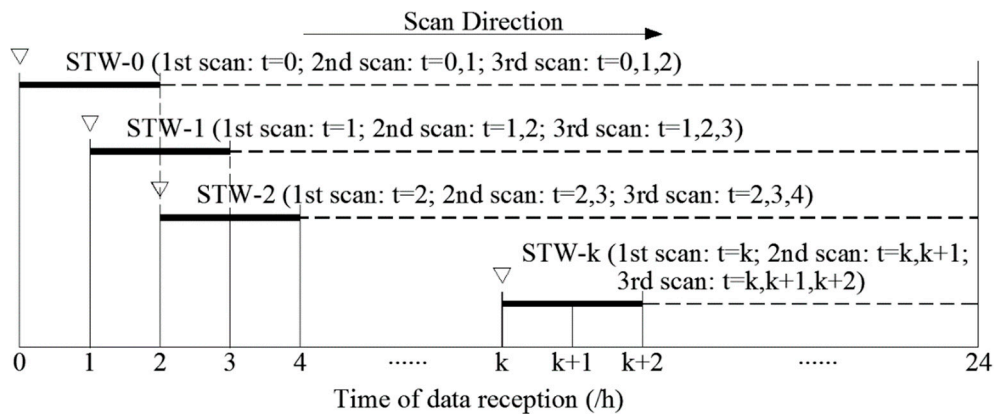 Scan Direction
STW-0 (1st scan: t=0; 2nd scan: t=0,1; 3rd scan: t=0,1,2)
STW-1 (1st scan: t=1; 2nd scan: t=1,2; 3rd scan: t=1,2,3)
STW-2 (1st scan: t=2; 2nd scan: t=2,3; 3rd scan: t=2,3,4)
STW-k (1st scan: t=k; 2nd scan: t=k,k+1;
3rd scan: t=k,k+1,k+2)
0 1 2 3 4 ...... k k+1 k+2 ...... 24
Time of data reception (/h)